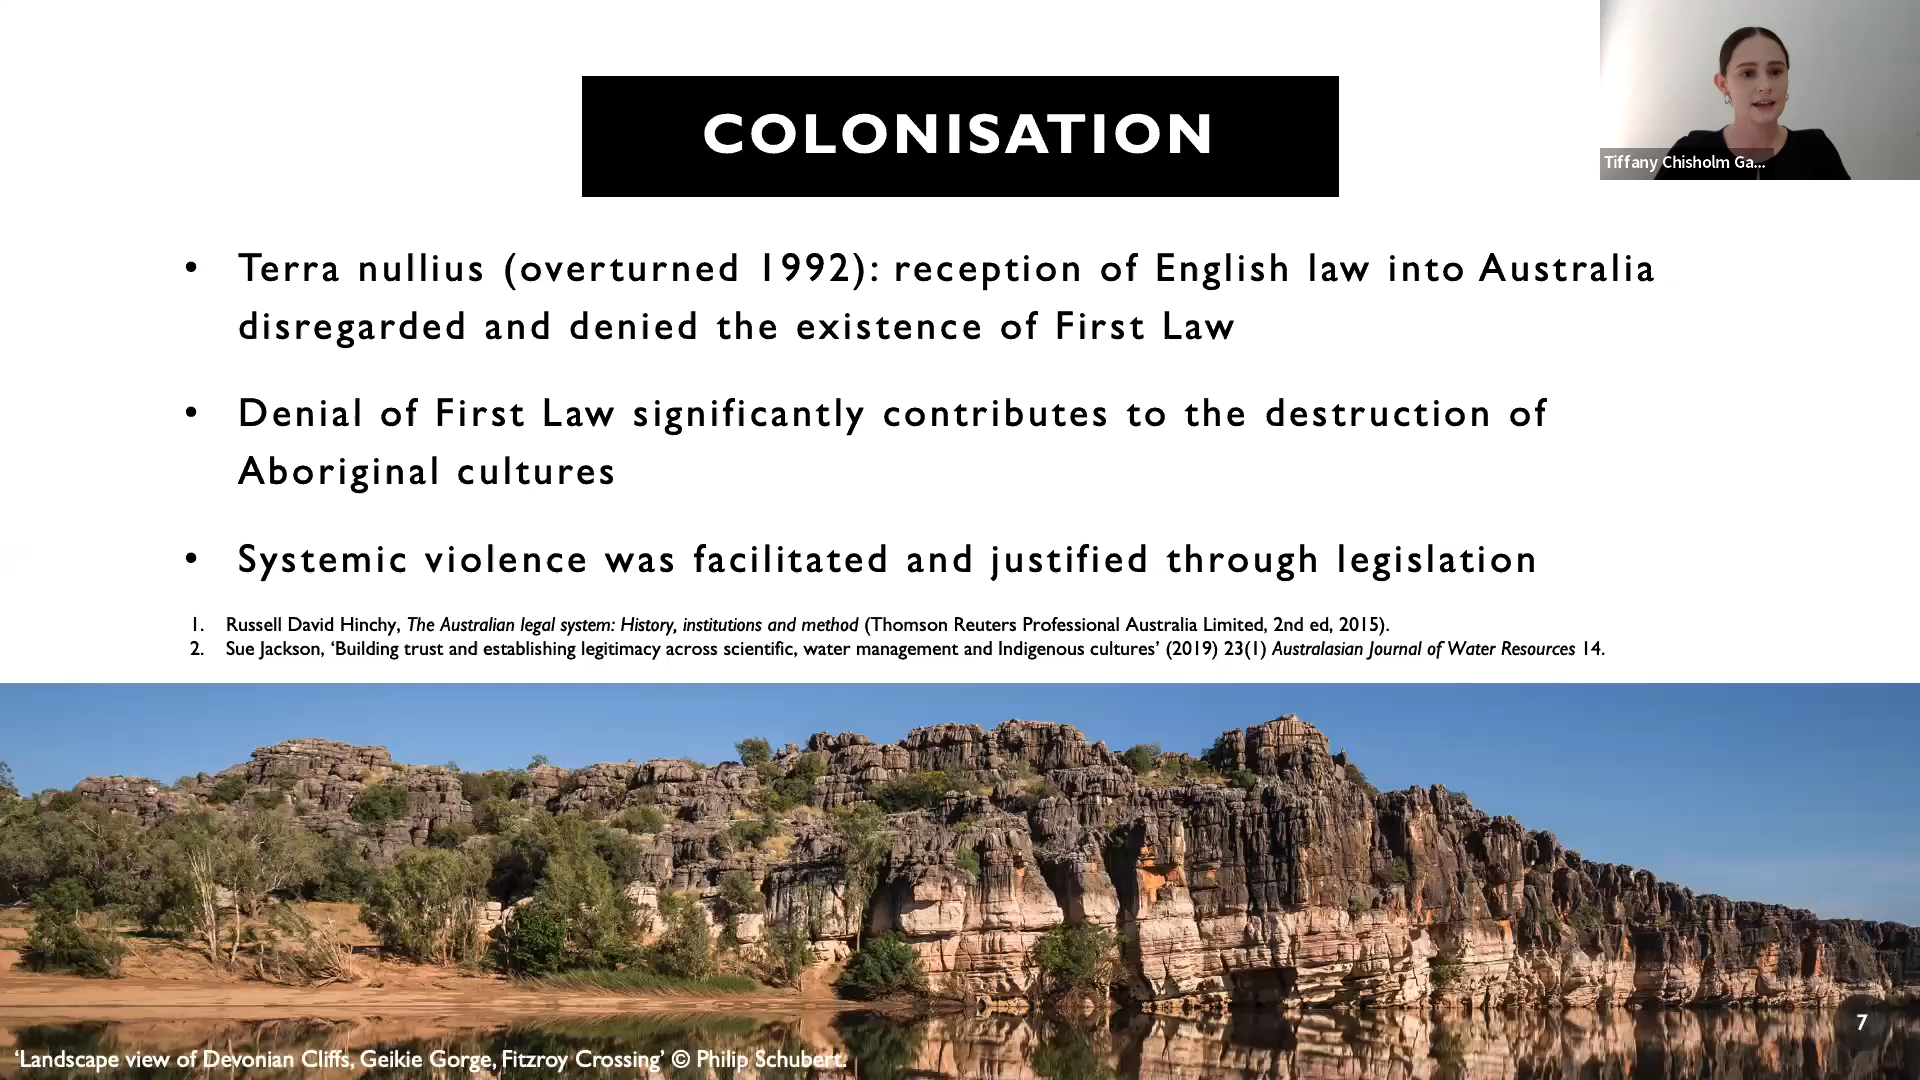 COLONISATION
Tiffany Chisholm Ga...
• Terra nullius (overturned 1992): reception of English law into Australia
disregarded and denied the existence of First Law
• Denial of First Law significantly contributes to the destruction of
Aboriginal cultures
• Systemic violence was facilitated and justified through legislation
1. Russell David Hinchy, The Australian legal system: History, institutions and method (Thomson Reuters Professional Australia Limited, 2nd ed, 2015).
2. Sue Jackson, ‘Building trust and establishing legitimacy across scientific, water management and Indigenous cultures’ (2019) 23(1) Australasian Journal of Water Resources 14.
7
‘Landscape view of Devonian Cliffs, Geikie Gorge, Fitzroy Crossing’ © Philip Schubert.